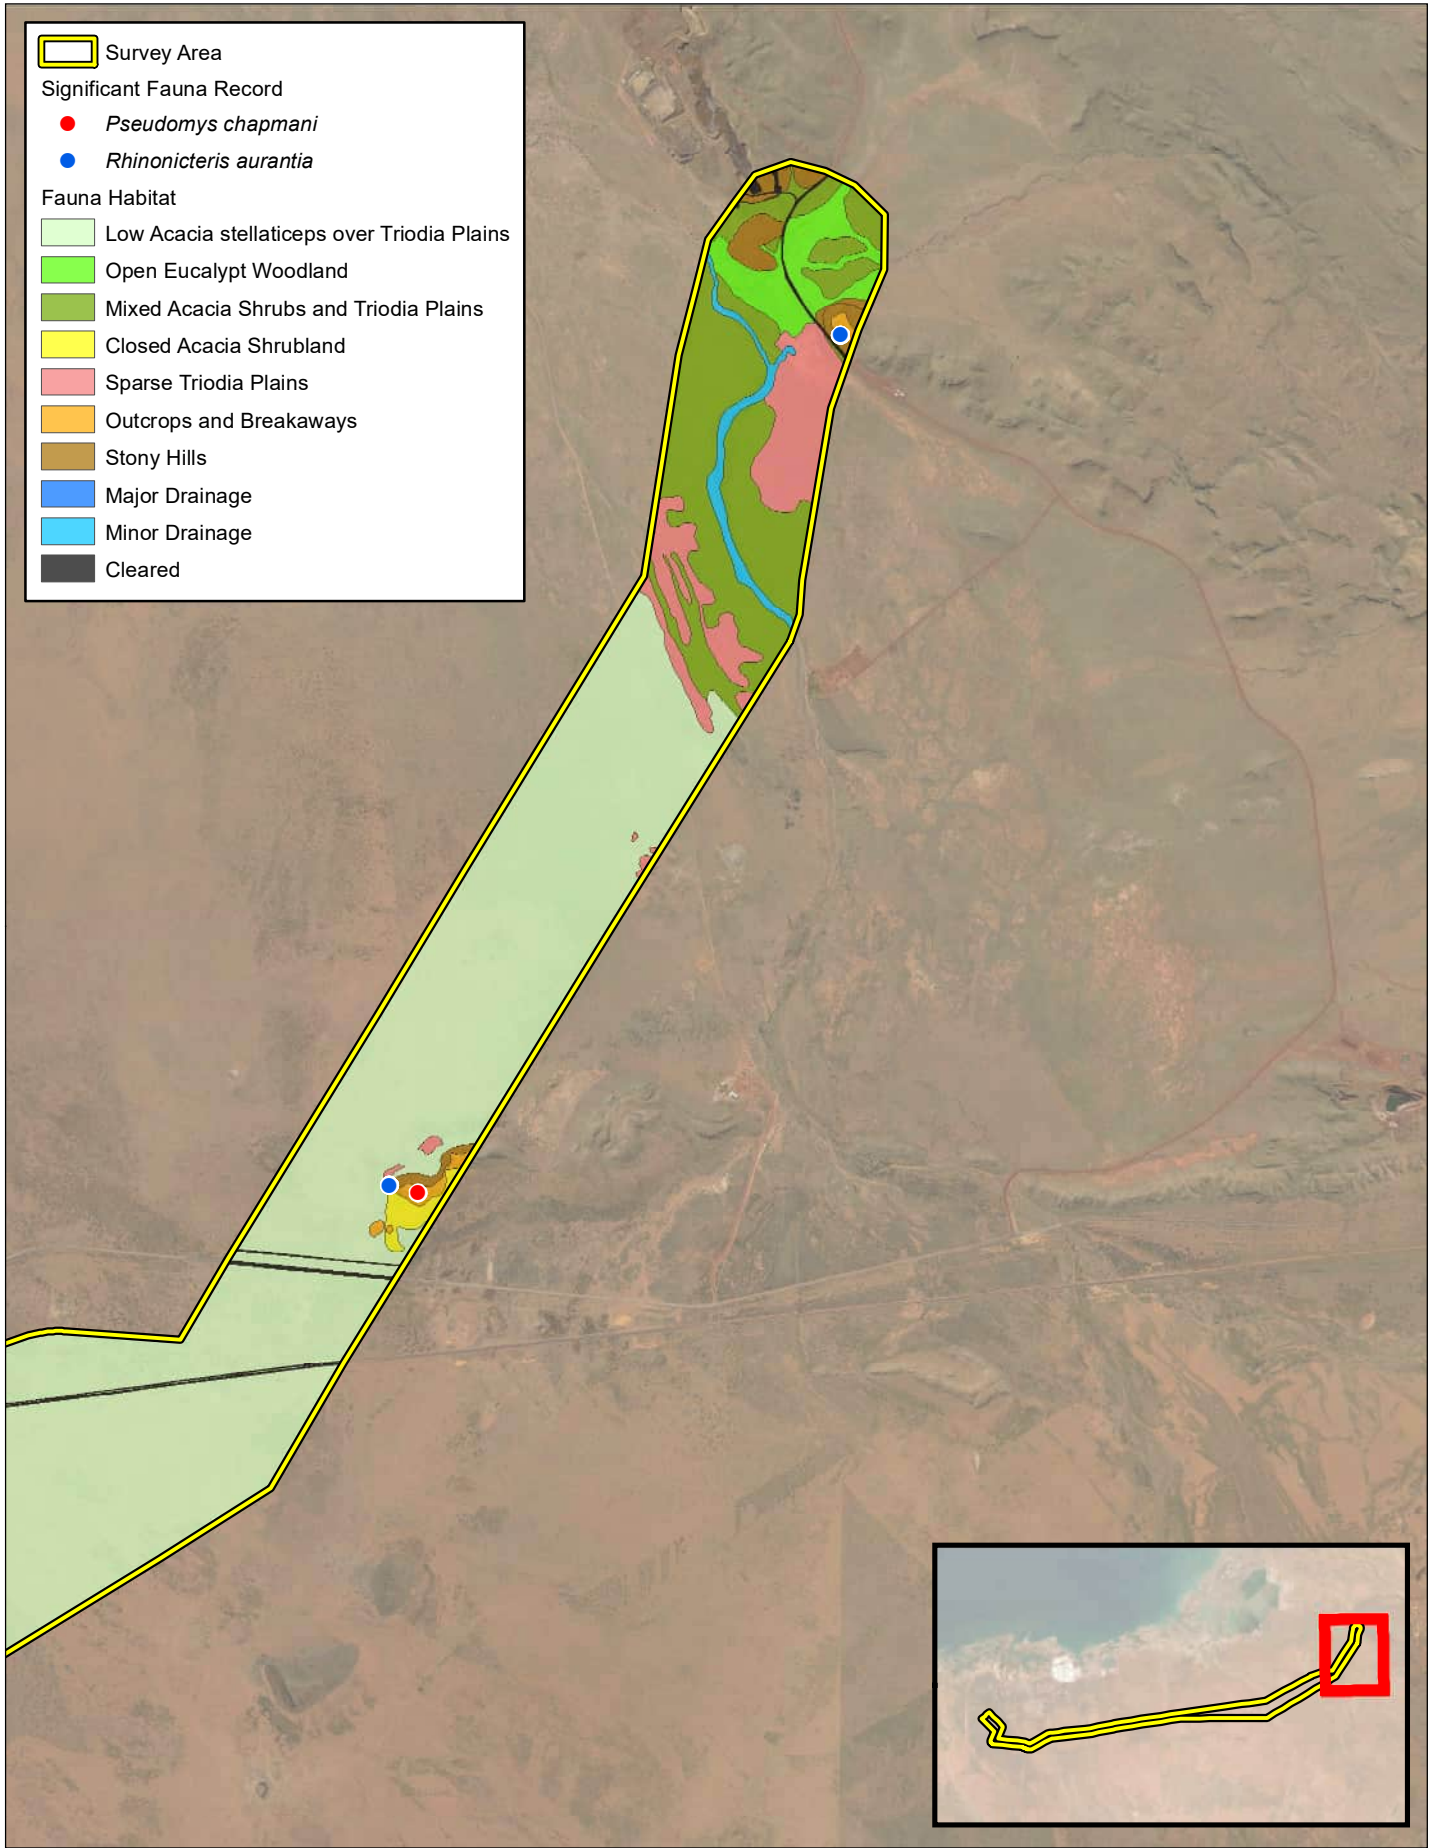 Survey Area
Significant Fauna Record
Pseudomys chapmani
Rhinonicteris aurantia
Fauna Habitat
Low Acacia stellaticeps over Triodia Plains
Open Eucalypt Woodland
Mixed Acacia Shrubs and Triodia Plains
Closed Acacia Shrubland
Sparse Triodia Plains
Outcrops and Breakaways
Stony Hills
Major Drainage
Minor Drainage
Cleared